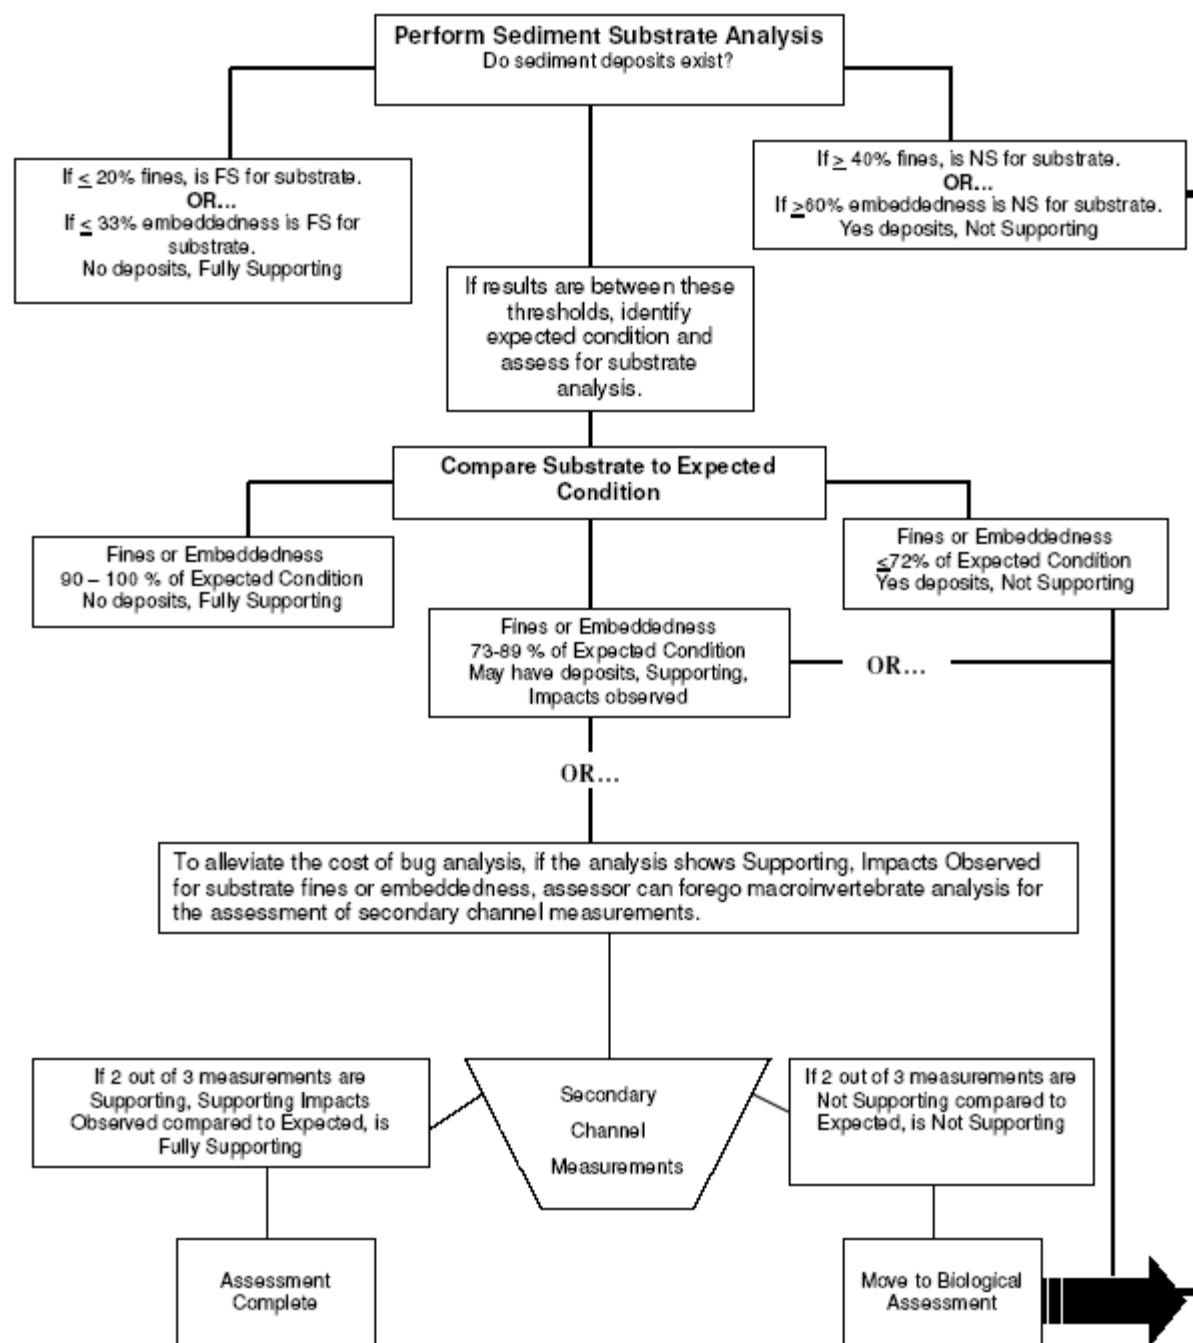 Perform Sediment Substrate Analysis
Do sediment deposits exist?
If ≤ 20% fines, is FS for substrate.
OR...
If ≤ 33% embeddedness is FS for
substrate.
No deposits, Fully Supporting
If ≥ 40% fines, is NS for substrate.
OR...
If ≥60% embeddedness is NS for substrate.
Yes deposits, Not Supporting
If results are between these
thresholds, identify
expected condition and
assess for substrate
analysis.
Compare Substrate to Expected
Condition
Fines or Embeddedness
90 – 100 % of Expected Condition
No deposits, Fully Supporting
Fines or Embeddedness
≤72% of Expected Condition
Yes deposits, Not Supporting
Fines or Embeddedness
73-89 % of Expected Condition
May have deposits, Supporting,
Impacts observed
OR...
OR...
To alleviate the cost of bug analysis, if the analysis shows Supporting, Impacts Observed
for substrate fines or embeddedness, assessor can forego macroinvertebrate analysis for
the assessment of secondary channel measurements.
If 2 out of 3 measurements are
Supporting, Supporting Impacts
Observed compared to Expected, is
Fully Supporting
Secondary
Channel
Measurements
If 2 out of 3 measurements are
Not Supporting compared to
Expected, is Not Supporting
Assessment
Complete
Move to Biological
Assessment